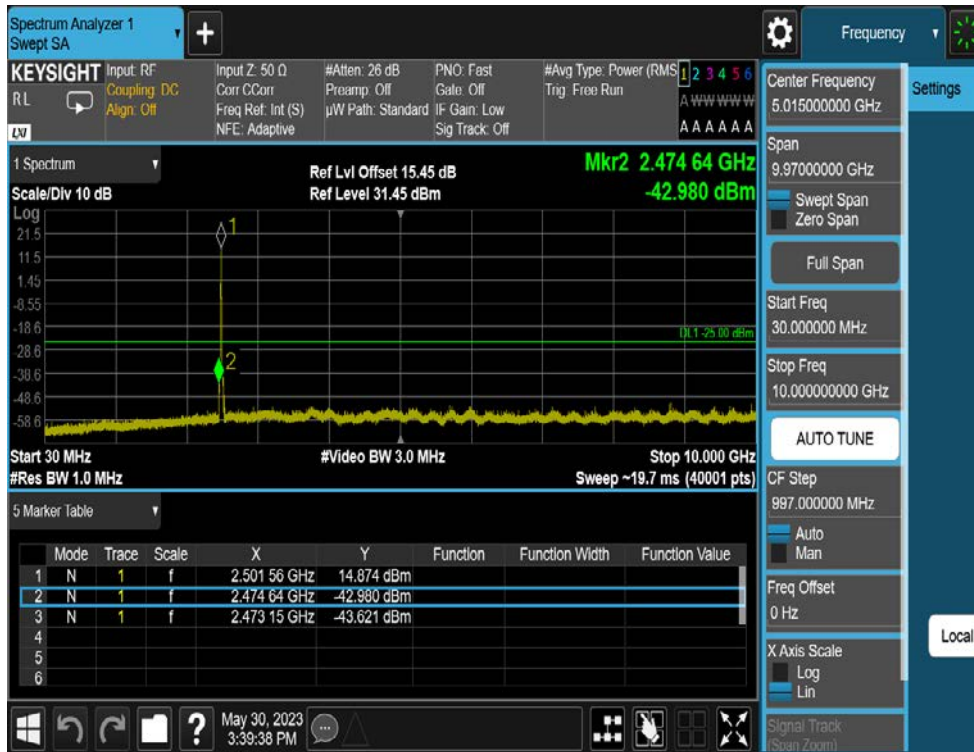 Spectrum Analyzer 1
Swept SA
+
Frequency
KEYSIGHT Input: RF Input Z: 50 Ω #Atten: 26 dB PNO: Fast #Avg Type: Power (RMS 1 2 3 4 5 6
RL Coupling: DC Corr CCorr Preamp: Off Gate: Off Trig: Free Run
Align: Off Freq Ref: Int (S) µW Path: Standard IF Gain: Low A W W W W W
LXI NFE: Adaptive Sig Track: Off A A A A A A
1 Spectrum
Scale/Div 10 dB
Ref Lvl Offset 15.45 dB
Ref Level 31.45 dBm
Mkr2 2.474 64 GHz
-42.980 dBm
Log
21.5
11.5
1.45
-8.55
-18.6
-28.6
-38.6
-48.6
-58.6
1
2
DL1 -25.00 dBm
Start 30 MHz #Video BW 3.0 MHz Stop 10.000 GHz
#Res BW 1.0 MHz Sweep ~19.7 ms (40001 pts)
5 Marker Table
Mode Trace Scale X Y Function Function Width Function Value
1 N 1 f 2.501 56 GHz 14.874 dBm
2 N 1 f 2.474 64 GHz -42.980 dBm
3 N 1 f 2.473 15 GHz -43.621 dBm
4
5
6
?
May 30, 2023
3:39:38 PM
Center Frequency
5.015000000 GHz
Span
9.97000000 GHz
Swept Span
Zero Span
Full Span
Start Freq
30.000000 MHz
Stop Freq
10.000000000 GHz
AUTO TUNE
CF Step
997.000000 MHz
Auto
Man
Freq Offset
0 Hz
X Axis Scale
Log
Lin
Signal Track
(Span Zoom)
Settings
Local